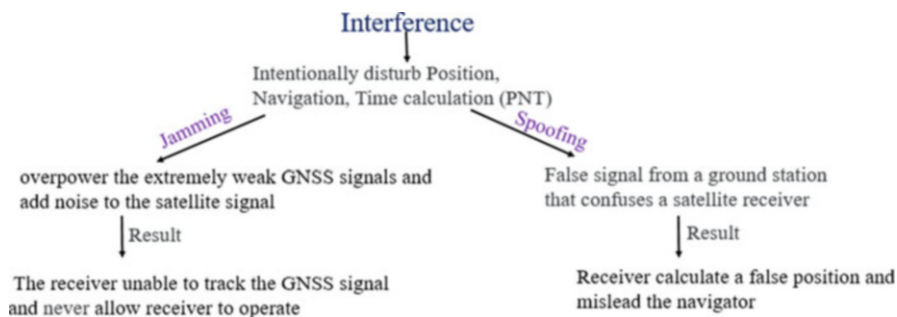 Interference
Intentionally disturb Position,
Navigation, Time calculation (PNT)
Jamming
Spoofing
overpower the extremely weak GNSS signals and
add noise to the satellite signal
False signal from a ground station
that confuses a satellite receiver
Result
Result
The receiver unable to track the GNSS signal
and never allow receiver to operate
Receiver calculate a false position and
mislead the navigator